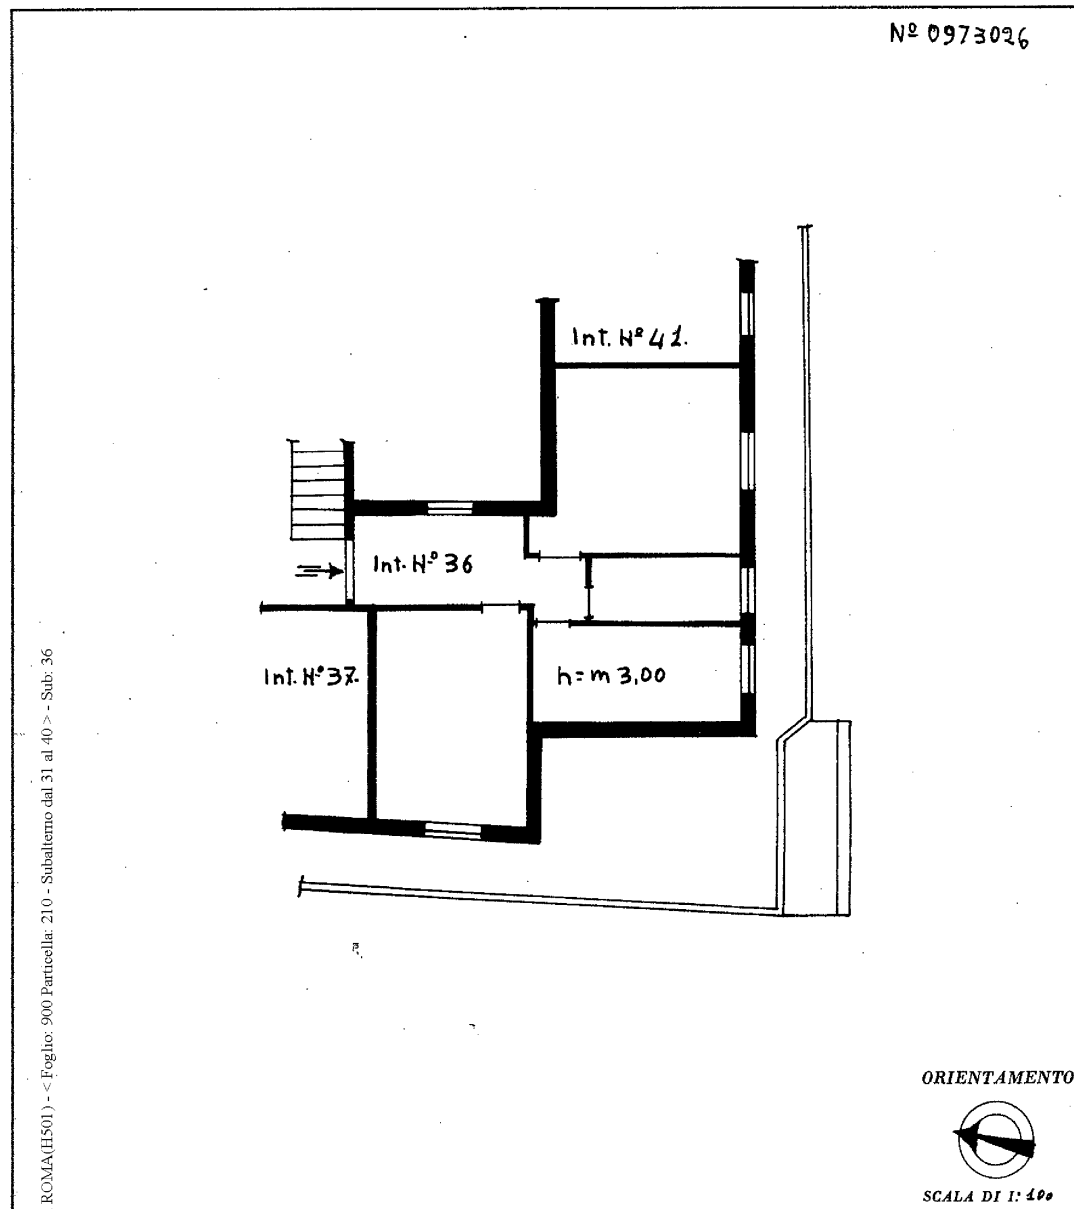 Nº 0973026
Int. Nº 41.
Int. Nº 36
Int. Nº 37.
h=m 3,00
ROMA(H501) - < Foglio: 900 Particella: 210 - Subalterno dal 31 al 40 > - Sub: 36
ORIENTAMENTO
SCALA DI 1: 100